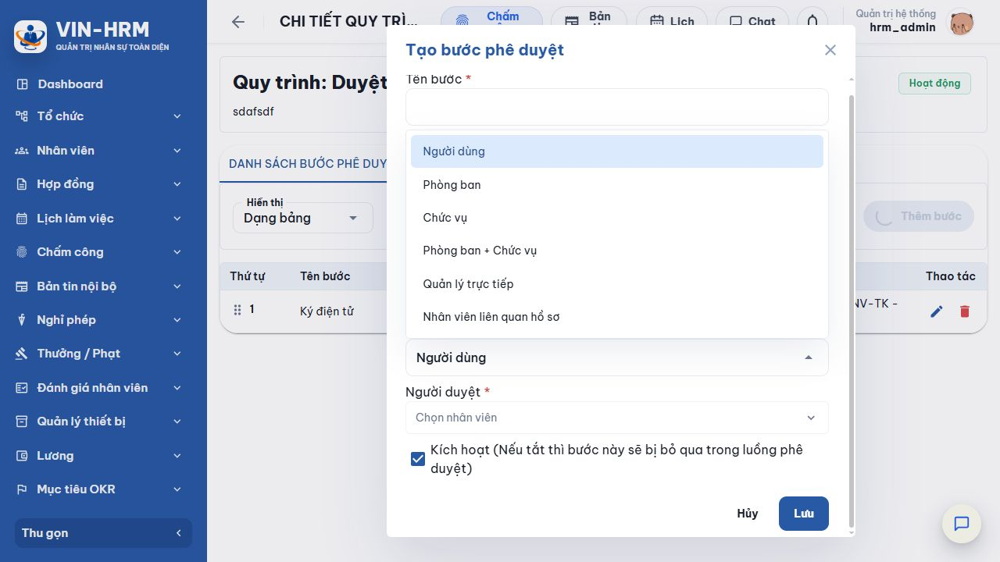 VIN-HRM
QUẢN TRỊ NHÂN SỰ TOÀN DIỆN
Dashboard
Tổ chức
Nhân viên
Hợp đồng
Lịch làm việc
Chấm công
Bản tin nội bộ
Nghỉ phép
Thưởng / Phạt
Đánh giá nhân viên
Quản lý thiết bị
Lương
Mục tiêu OKR
Thu gọn
CHI TIẾT QUY TRÌ...
Chấm
Bản
Lịch
Chat
Quản trị hệ thống
hrm_admin
Quy trình: Duyệt
sdafsdf
Hoạt động
DANH SÁCH BƯỚC PHÊ DUY
Hiển thị
Dạng bảng
Thêm bước
Thứ tự
Tên bước
Thao tác
1
Ký điện tử
NV-TK -
Tạo bước phê duyệt
Tên bước *
Người dùng
Phòng ban
Chức vụ
Phòng ban + Chức vụ
Quản lý trực tiếp
Nhân viên liên quan hồ sơ
Người dùng
Người duyệt *
Chọn nhân viên
Kích hoạt (Nếu tắt thì bước này sẽ bị bỏ qua trong luồng phê
duyệt)
Hủy
Lưu